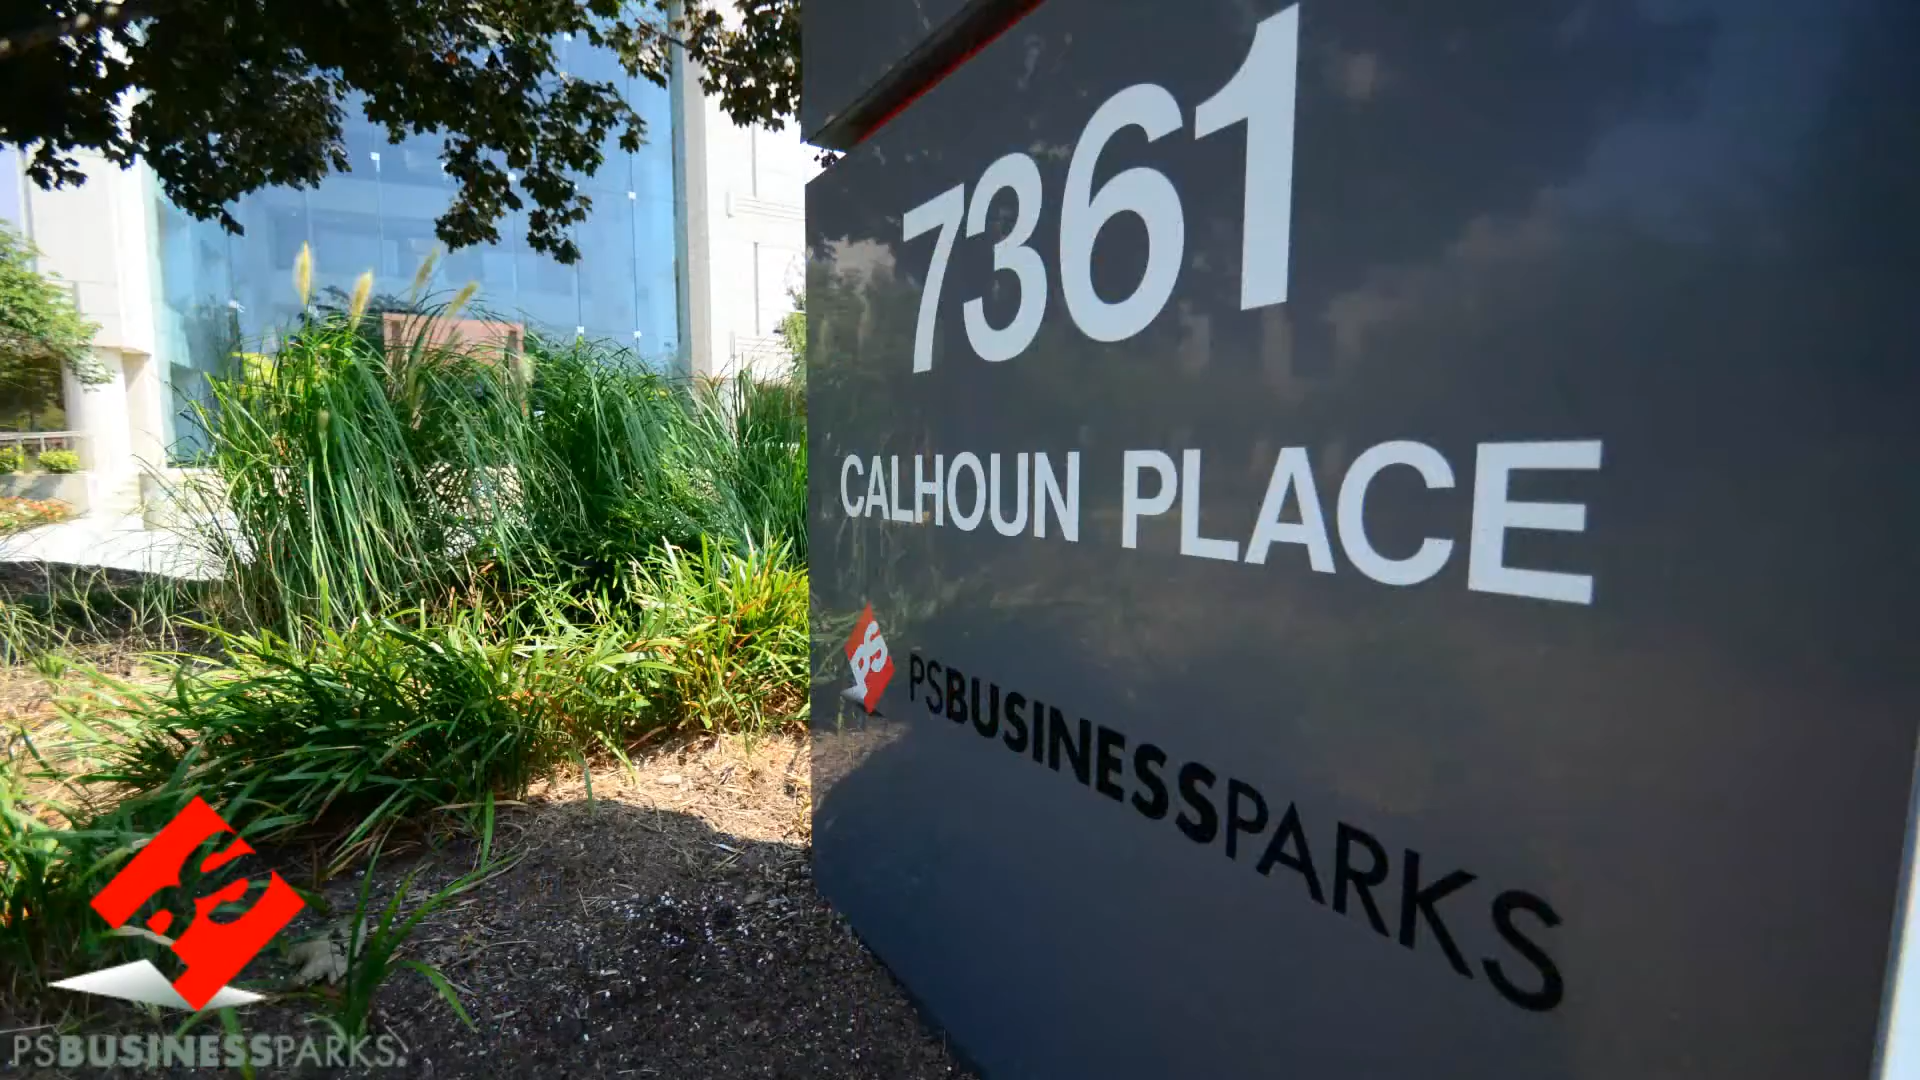 7361
CALHOUN PLACE
PS
PSBUSINESSPARKS
PS
PSBUSINESSPARKS.